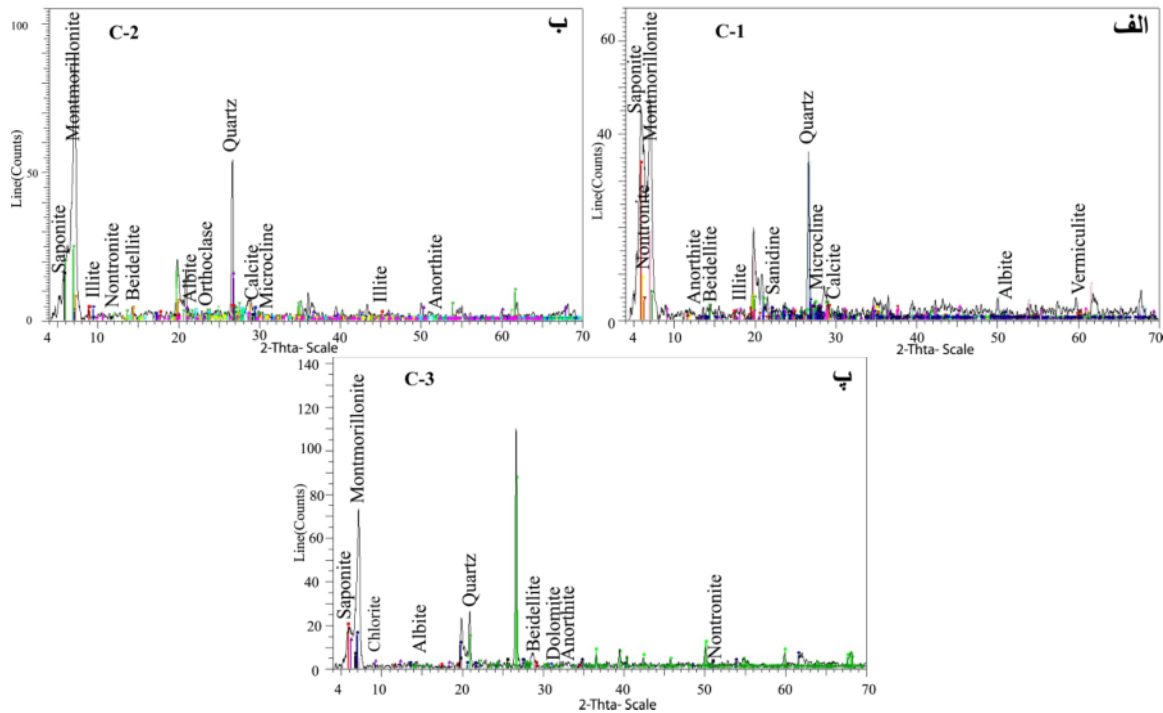 C-2
ب
Line(Counts)
100
50
0
Saponite
Montmorillonite
Illite
Nontronite
Beidellite
Albite
Orthoclase
Quartz
Calcite
Microcline
Illite
Anorthite
4 10 20 30 40 50 60 70
2-Thta- Scale
C-1
الف
Line(Counts)
60
40
0
Saponite
Nontronite
Montmorillonite
Anorthite
Beidellite
Illite
Sanidine
Quartz
Microcline
Calcite
Albite
Vermiculite
4 10 20 30 40 50 60 70
2-Thta- Scale
C-3
پ
Line(Counts)
140
120
100
80
60
40
20
0
Saponite
Montmorillonite
Chlorite
Albite
Quartz
Beidellite
Dolomite
Anorthite
Nontronite
4 10 20 30 40 50 60 70
2-Thta- Scale